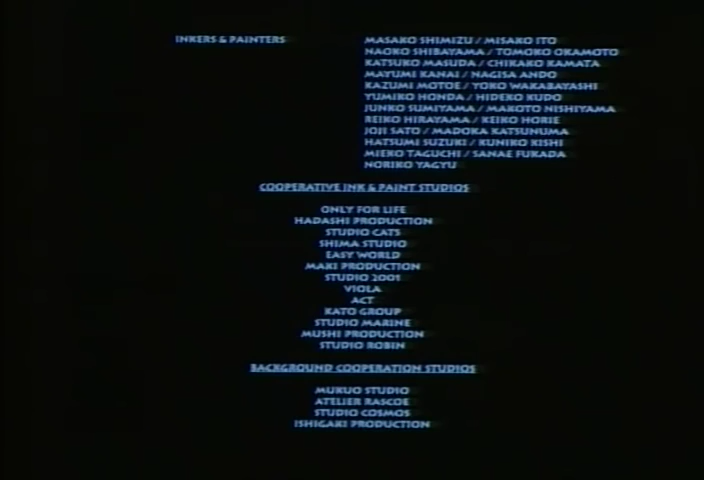 INKERS & PAINTERS MASAKO SHIMIZU / MISAKO ITO
NAOKO SHIBAYAMA / TOMOKO OKAMOTO
KATSUKO MASUDA / CHIKAKO KAMATA
MAYUMI KANAI / NAGISA ANDO
KAZUMI MOTOE / YOKO WAKABAYASHI
YUMIKO HONDA / HIDEKO KUDO
JUNKO SUMIYAMA / MAKOTO NISHIYAMA
REIKO HIRAYAMA / KEIKO HORIE
JOJI SATO / MADOKA KATSUNUMA
HATSUMI SUZUKI / KUNIKO KISHI
MIEKO TAGUCHI / SANAE FUKADA
NORIKO YAGYU
COOPERATIVE INK & PAINT STUDIOS
ONLY FOR LIFE
HADASHI PRODUCTION
STUDIO CATS
SHIMA STUDIO
EASY WORLD
MAKI PRODUCTION
STUDIO 2001
VIOLA
ACT
KATO GROUP
STUDIO MARINE
MUSHI PRODUCTION
STUDIO ROBIN
BACKGROUND COOPERATION STUDIOS
MUKUO STUDIO
ATELIER RASCOE
STUDIO COSMOS
ISHIGAKI PRODUCTION